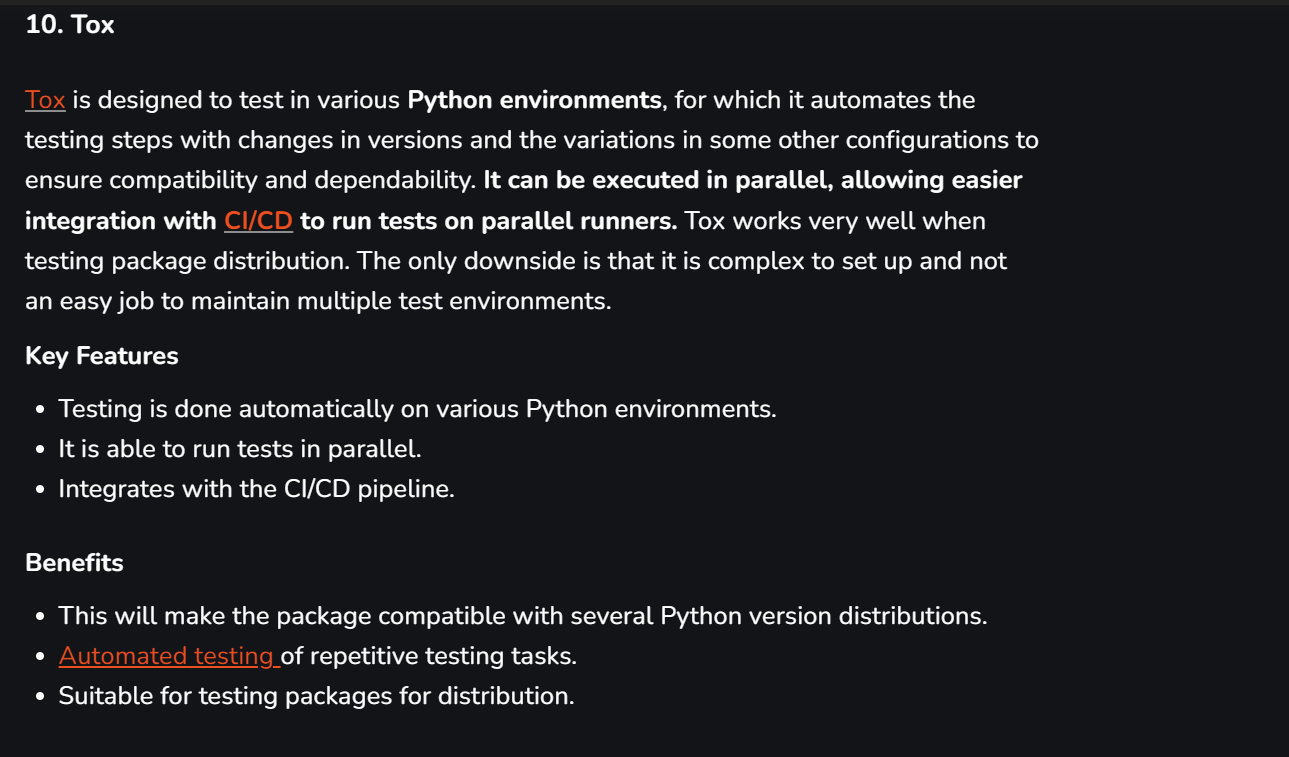 10. Tox
Tox is designed to test in various Python environments, for which it automates the
testing steps with changes in versions and the variations in some other configurations to
ensure compatibility and dependability. It can be executed in parallel, allowing easier
integration with CI/CD to run tests on parallel runners. Tox works very well when
testing package distribution. The only downside is that it is complex to set up and not
an easy job to maintain multiple test environments.
Key Features
• Testing is done automatically on various Python environments.
• It is able to run tests in parallel.
• Integrates with the CI/CD pipeline.
Benefits
• This will make the package compatible with several Python version distributions.
• Automated testing of repetitive testing tasks.
• Suitable for testing packages for distribution.